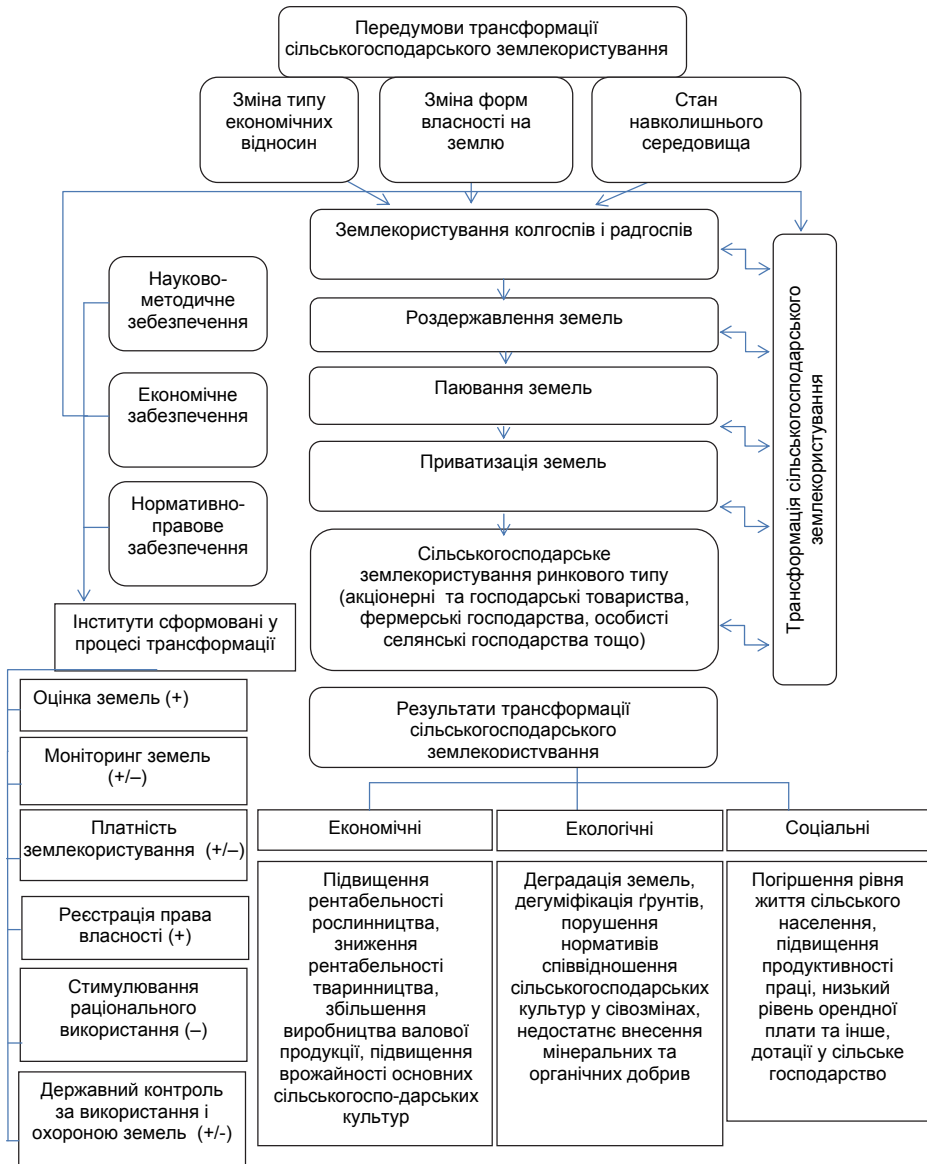 Передумови трансформації
сільськогосподарського землекористування
Зміна типу
економічних
відносин
Зміна форм
власності на
землю
Стан
навколишнього
середовища
Землекористування колгоспів і радгоспів
Роздержавлення земель
Паювання земель
Приватизація земель
Сільськогосподарське
землекористування ринкового типу
(акціонерні та господарські товариства,
фермерські господарства, особисті
селянські господарства тощо)
Трансформація сільськогосподарського
землекористування
Науково-
методичне
зебезпечення
Економічне
забезпечення
Нормативно-
правове
забезпечення
Інститути сформовані у
процесі трансформації
Оцінка земель (+)
Моніторинг земель
(+/–)
Платність
землекористування (+/–)
Реєстрація права
власності (+)
Стимулювання
раціонального
використання (–)
Державний контроль
за використання і
охороною земель (+/-)
Результати трансформації
сільськогосподарського
землекористування
Економічні
Підвищення
рентабельності
рослинництва,
зниження
рентабельності
тваринництва,
збільшення
виробництва валової
продукції, підвищення
врожайності основних
сільськогоспо-дарських
культур
Екологічні
Деградація земель,
дегуміфікація ґрунтів,
порушення
нормативів
співвідношення
сільськогосподарських
культур у сівозмінах,
недостатнє внесення
мінеральних та
органічних добрив
Соціальні
Погіршення рівня
життя сільського
населення,
підвищення
продуктивності
праці, низький
рівень орендної
плати та інше,
дотації у сільське
господарство